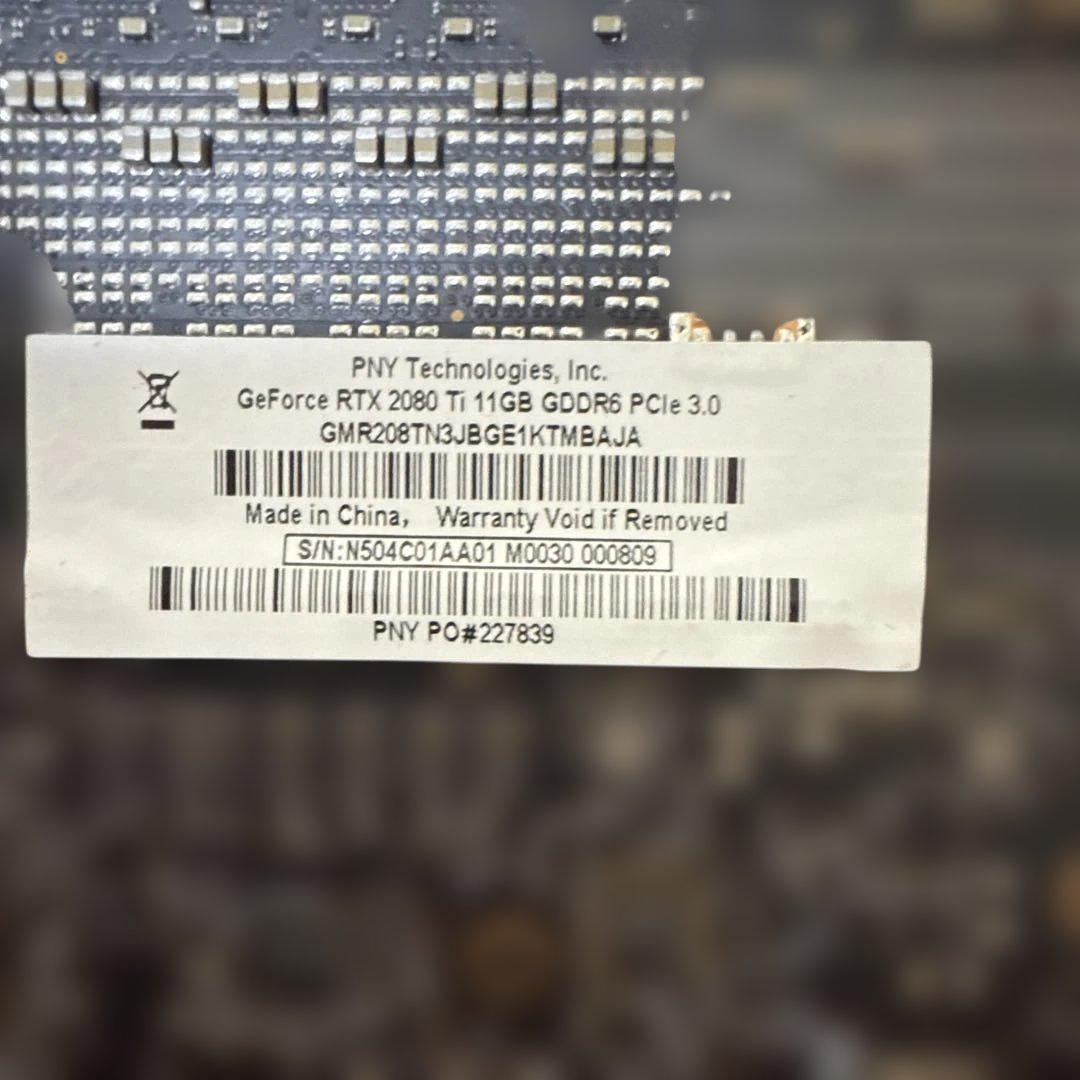 PNY Technologies, Inc.
GeForce RTX 2080 Ti 11GB GDDR6 PCIe 3.0
GMR208TN3JBGE1KTMBAJA
Made in China, Warranty Void if Removed
S/N:N504C01AA01 M0030 000809
PNY PO#227839